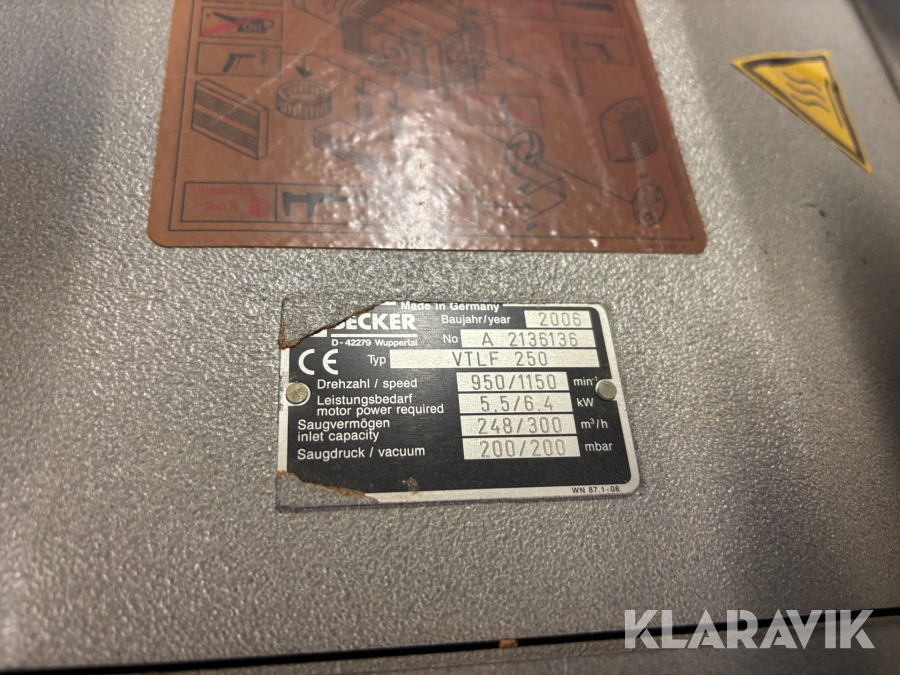 Made in Germany
BECKER
Baujahr/year 2006
D-42279 Wuppertal
No A 2136136
CE Typ VTLF 250
Drehzahl / speed 950/1150 min-1
Leistungsbedarf
motor power required 5.5/6.4 kW
Saugvermögen
inlet capacity 248/300 m³/h
Saugdruck / vacuum 200/200 mbar
WN 87.1-08
KLARAVIK